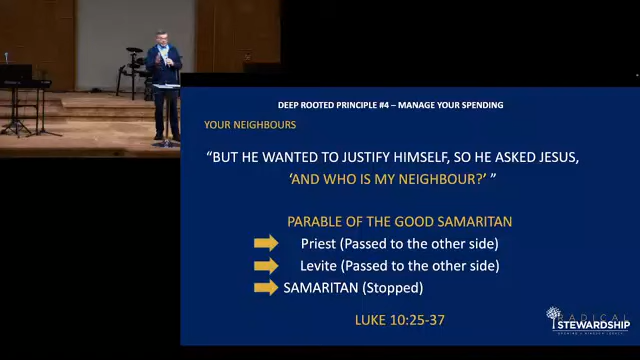 DEEP ROOTED PRINCIPLE #4 – MANAGE YOUR SPENDING
YOUR NEIGHBOURS
“BUT HE WANTED TO JUSTIFY HIMSELF, SO HE ASKED JESUS,
‘AND WHO IS MY NEIGHBOUR?’ ”
PARABLE OF THE GOOD SAMARITAN
Priest (Passed to the other side)
Levite (Passed to the other side)
SAMARITAN (Stopped)
LUKE 10:25-37
RADICAL
STEWARDSHIP